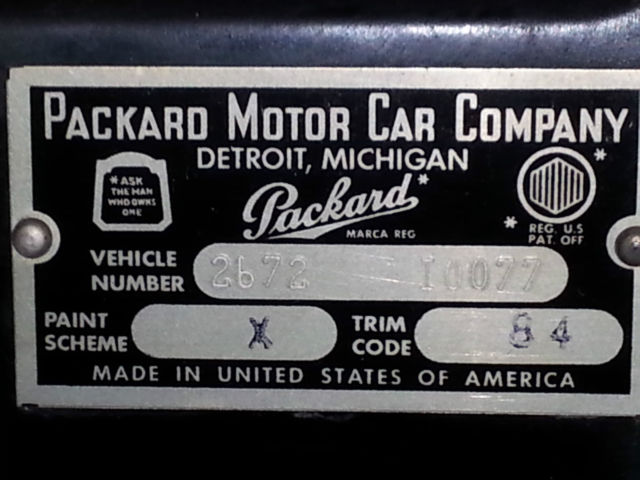 PACKARD MOTOR CAR COMPANY
DETROIT, MICHIGAN
*ASK
THE MAN
WHO OWNS
ONE
Packard*
MARCA REG
*
* REG. U.S
PAT. OFF
VEHICLE
NUMBER 2672 I0077
PAINT
SCHEME X
TRIM
CODE 84
MADE IN UNITED STATES OF AMERICA